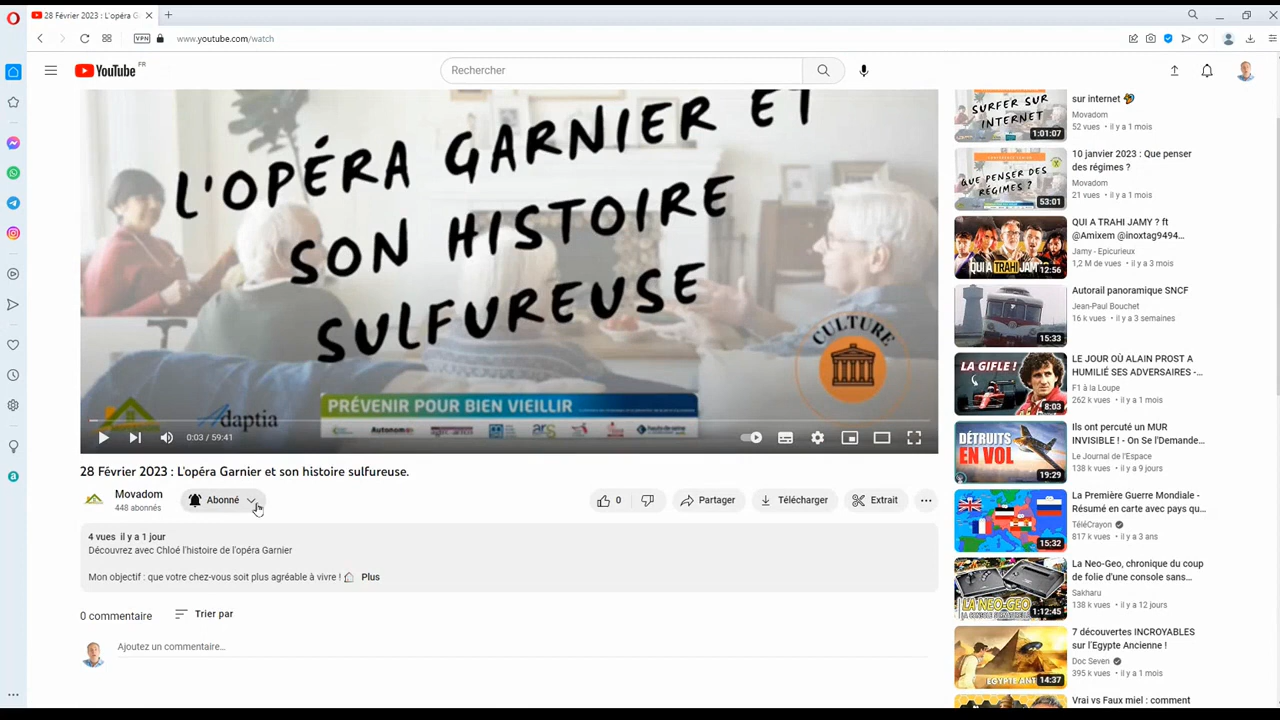 28 Février 2023 : L'opéra G
VPN
www.youtube.com/watch
YouTube FR
Rechercher
L'OPÉRA GARNIER ET
SON HISTOIRE
SULFUREUSE
CULTURE
Adaptia
PRÉVENIR POUR BIEN VIEILLIR
ars
0:03 / 59:41
28 Février 2023 : L'opéra Garnier et son histoire sulfureuse.
Movadom
448 abonnés
Abonné
0
Partager
Télécharger
Extrait
4 vues il y a 1 jour
Découvrez avec Chloé l'histoire de l'opéra Garnier
Mon objectif : que votre chez-vous soit plus agréable à vivre ! Plus
0 commentaire
Trier par
Ajoutez un commentaire...
SURFER SUR
INTERNET
1:01:07
sur internet
Movadom
52 vues • il y a 1 mois
QUE PENSER DES
RÉGIMES ?
53:01
10 janvier 2023 : Que penser
des régimes ?
Movadom
21 vues • il y a 1 mois
QUI A TRAHI JAMY
12:56
QUI A TRAHI JAMY ? ft
@Amixem @inoxtag9494...
Jamy - Epicurieux
1,2 M de vues • il y a 3 mois
15:33
Autorail panoramique SNCF
Jean-Paul Bouchet
16 k vues • il y a 3 semaines
LA GIFLE !
8:03
LE JOUR OÙ ALAIN PROST A
HUMILIÉ SES ADVERSAIRES -...
F1 à la Loupe
262 k vues • il y a 1 mois
DÉTRUITS
EN VOL
19:29
Ils ont percuté un MUR
INVISIBLE ! - On Se l'Demande...
Le Journal de l'Espace
138 k vues • il y a 9 jours
15:32
La Première Guerre Mondiale -
Résumé en carte avec pays qu...
TéléCrayon
817 k vues • il y a 3 ans
LA NEO-GEO
1:12:45
La Neo-Geo, chronique du coup
de folie d'une console sans...
Sakharu
138 k vues • il y a 12 jours
14:37
7 découvertes INCROYABLES
sur l'Egypte Ancienne !
Doc Seven
395 k vues • il y a 1 mois
Vrai vs Faux miel : comment